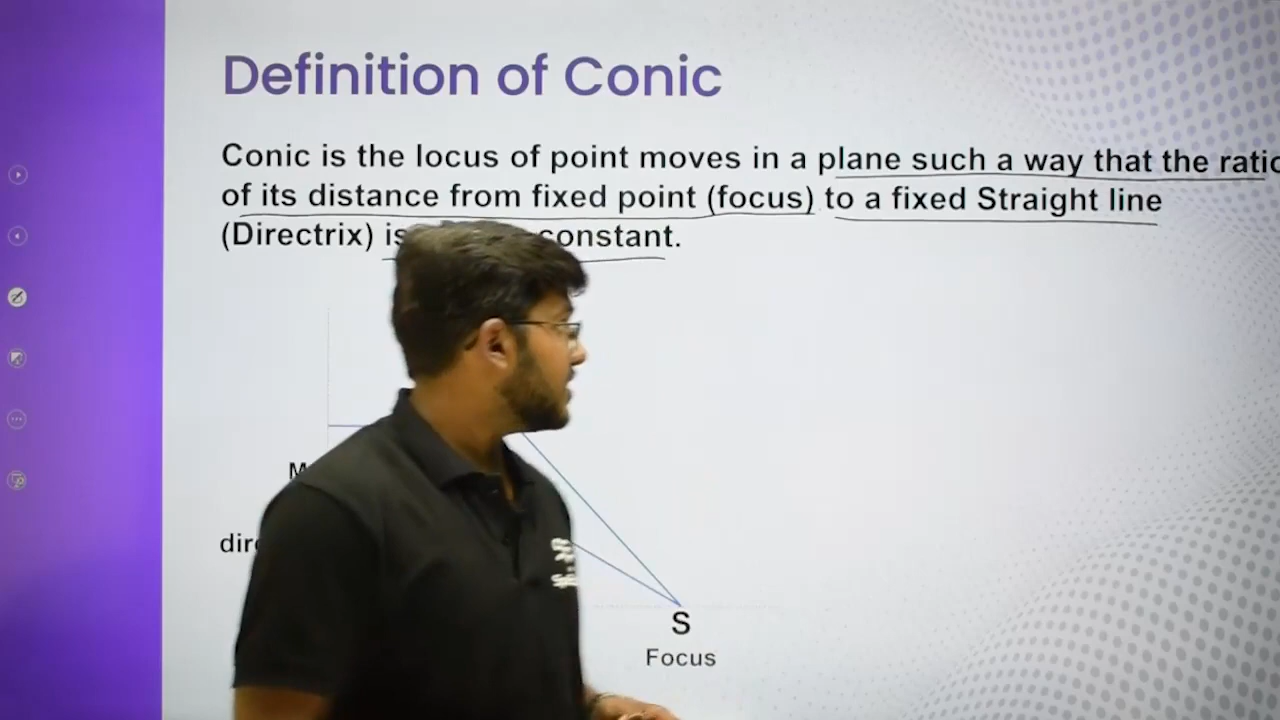 Definition of Conic
Conic is the locus of point moves in a plane such a way that the ratio
of its distance from fixed point (focus) to a fixed Straight line
(Directrix) is constant.
M
S
Focus